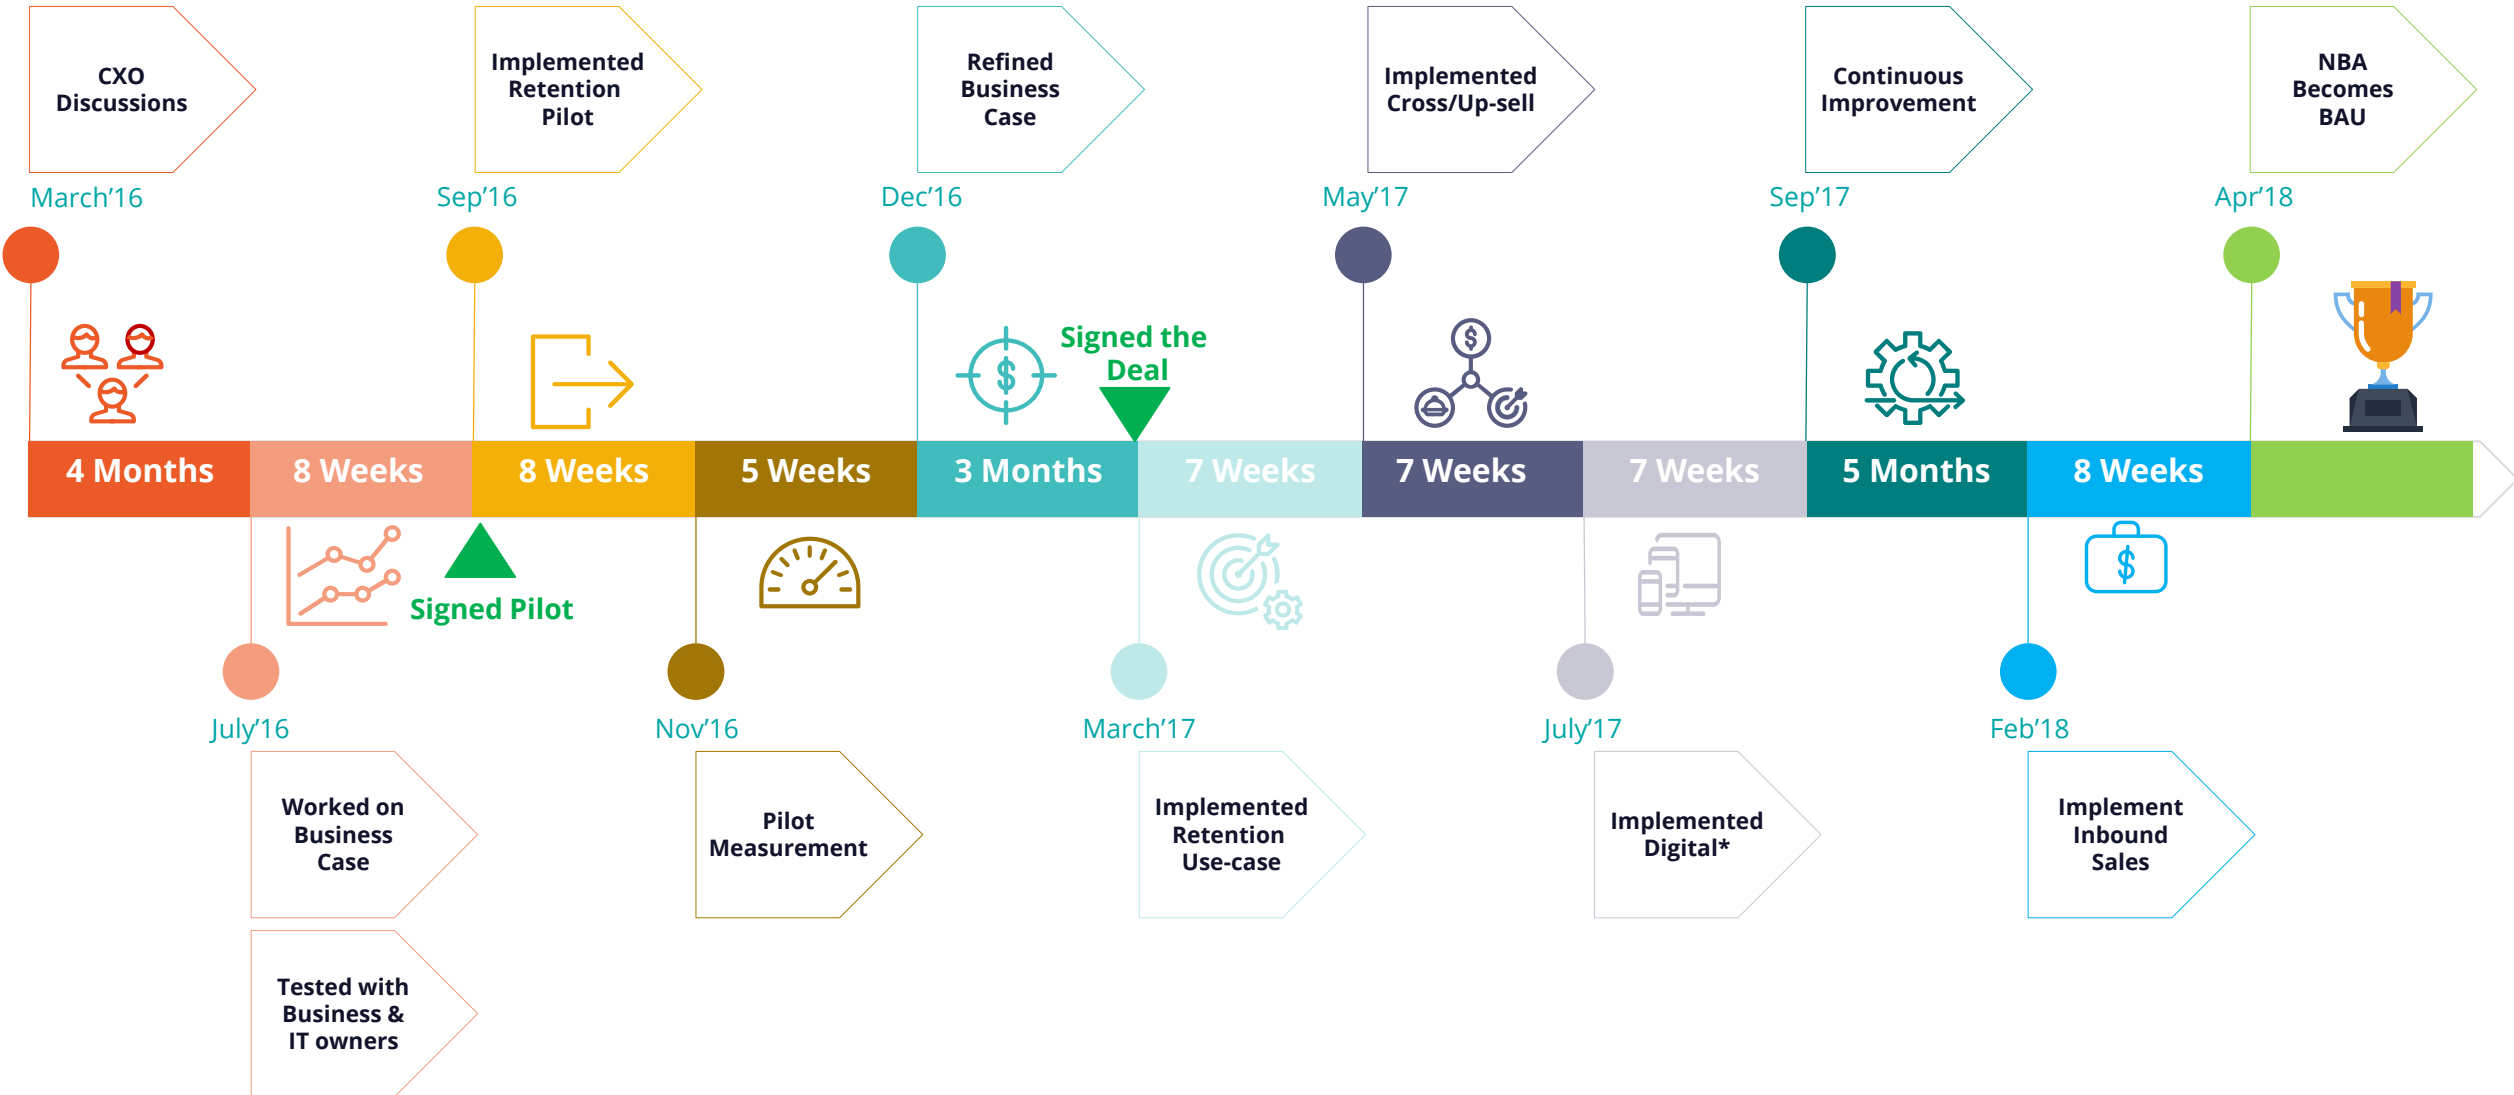 CXO
Discussions
Implemented
Retention
Pilot
Refined
Business
Case
Implemented
Cross/Up-sell
Continuous
Improvement
NBA
Becomes
BAU
March’16
Sep’16
Dec’16
May’17
Sep’17
Apr’18
$
$
Signed the
Deal
4 Months
8 Weeks
8 Weeks
5 Weeks
3 Months
7 Weeks
7 Weeks
7 Weeks
5 Months
8 Weeks
$
Signed Pilot
July’16
Nov’16
March’17
July’17
Feb’18
Worked on
Business
Case
Pilot
Measurement
Implemented
Retention
Use-case
Implemented
Digital*
Implement
Inbound
Sales
Tested with
Business &
IT owners